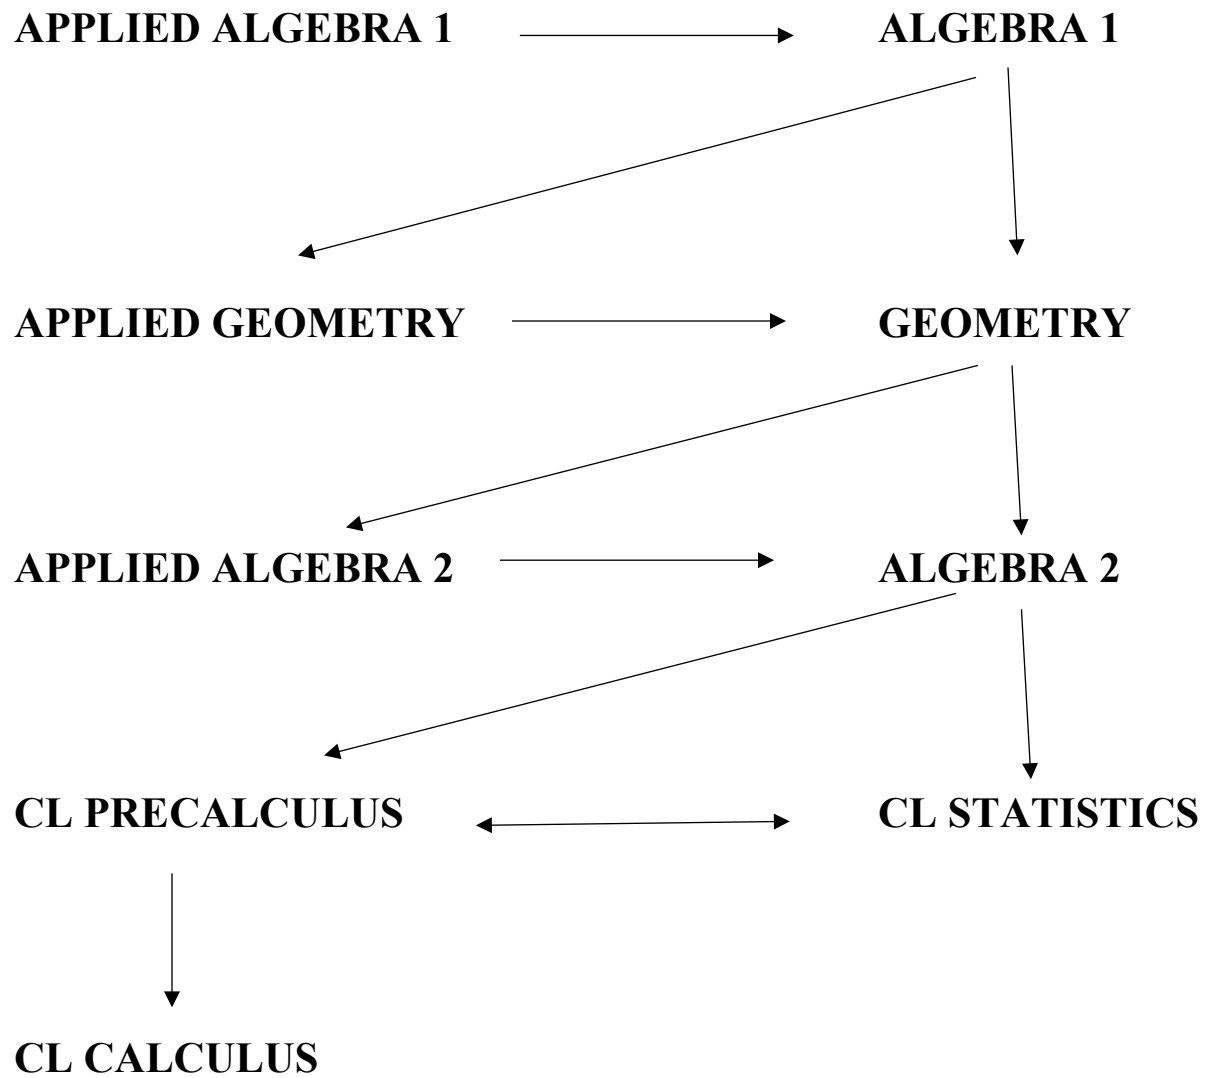 APPLIED ALGEBRA 1 ALGEBRA 1
APPLIED GEOMETRY GEOMETRY
APPLIED ALGEBRA 2 ALGEBRA 2
CL PRECALCULUS CL STATISTICS
CL CALCULUS